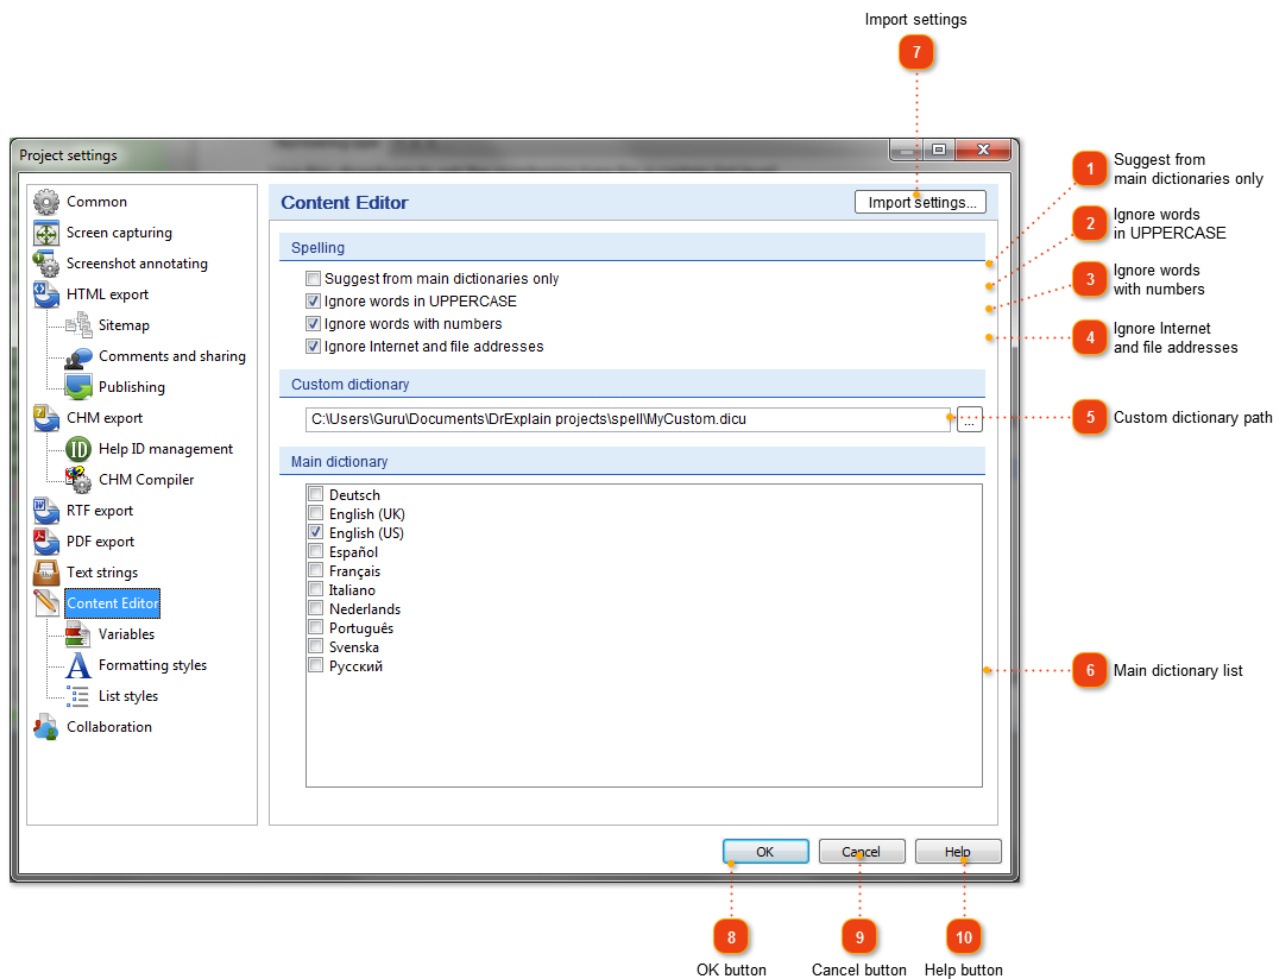 Import settings
7
Project settings
Common
Screen capturing
Screenshot annotating
HTML export
Sitemap
Comments and sharing
Publishing
CHM export
Help ID management
CHM Compiler
RTF export
PDF export
Text strings
Content Editor
Variables
Formatting styles
List styles
Collaboration
Content Editor
Import settings...
Spelling
Suggest from main dictionaries only
Ignore words in UPPERCASE
Ignore words with numbers
Ignore Internet and file addresses
Custom dictionary
C:\Users\Guru\Documents\DrExplain projects\spell\MyCustom.dicu
...
Main dictionary
Deutsch
English (UK)
English (US)
Español
Français
Italiano
Nederlands
Português
Svenska
Русский
OK
Cancel
Help
1
Suggest from
main dictionaries only
2
Ignore words
in UPPERCASE
3
Ignore words
with numbers
4
Ignore Internet
and file addresses
5
Custom dictionary path
6
Main dictionary list
8
OK button
9
Cancel button
10
Help button